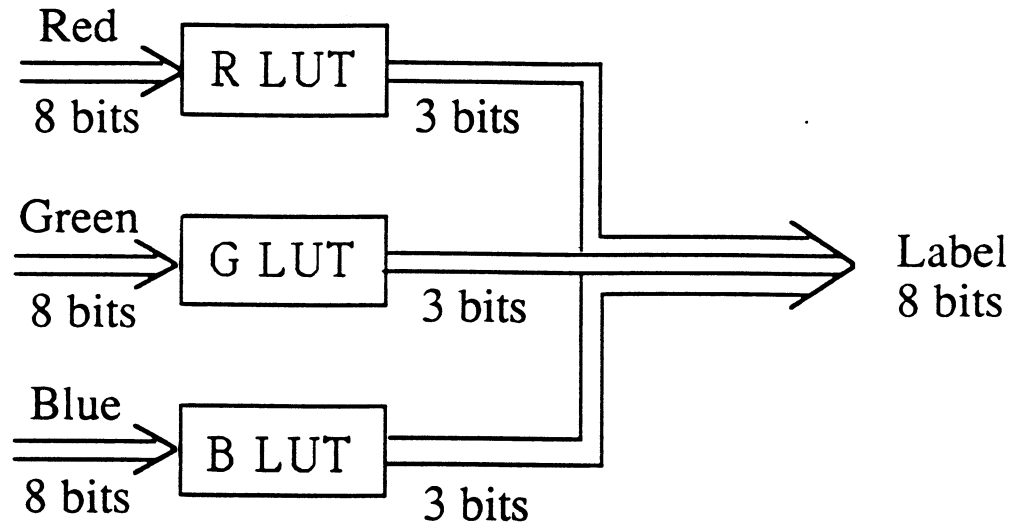 Red
R LUT
8 bits
3 bits
Green
G LUT
8 bits
3 bits
Label
8 bits
Blue
B LUT
8 bits
3 bits